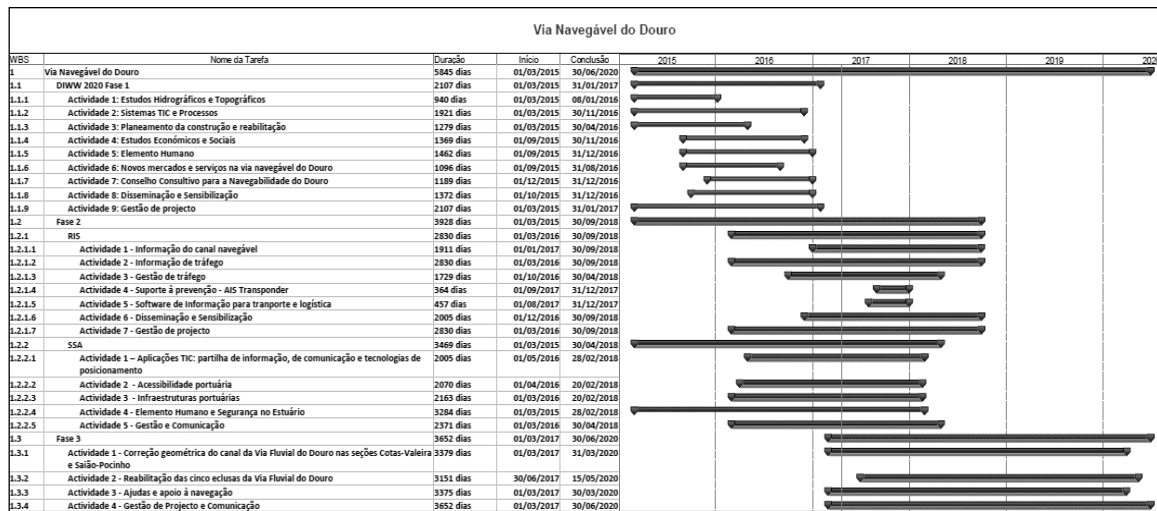 Via Navegável do Douro
WBS Nome da Tarefa Duração Início Conclusão 2015 2016 2017 2018 2019 2020
1 Via Navegável do Douro 5845 dias 01/03/2015 30/06/2020
1.1 DIWW 2020 Fase 1 2107 dias 01/03/2015 31/01/2017
1.1.1 Actividade 1: Estudos Hidrográficos e Topográficos 940 dias 01/03/2015 08/01/2016
1.1.2 Actividade 2: Sistemas TIC e Processos 1921 dias 01/03/2015 30/11/2016
1.1.3 Actividade 3: Planeamento da construção e reabilitação 1279 dias 01/03/2015 30/04/2016
1.1.4 Actividade 4: Estudos Económicos e Sociais 1369 dias 01/09/2015 30/11/2016
1.1.5 Actividade 5: Elemento Humano 1462 dias 01/09/2015 31/12/2016
1.1.6 Actividade 6: Novos mercados e serviços na via navegável do Douro 1096 dias 01/09/2015 31/08/2016
1.1.7 Actividade 7: Conselho Consultivo para a Navegabilidade do Douro 1189 dias 01/12/2015 31/12/2016
1.1.8 Actividade 8: Disseminação e Sensibilização 1372 dias 01/10/2015 31/12/2016
1.1.9 Actividade 9: Gestão de projecto 2107 dias 01/03/2015 31/01/2017
1.2 Fase 2 3928 dias 01/03/2015 30/09/2018
1.2.1 RIS 2830 dias 01/03/2016 30/09/2018
1.2.1.1 Actividade 1 - Informação do canal navegável 1911 dias 01/01/2017 30/09/2018
1.2.1.2 Actividade 2 - Informação de tráfego 2830 dias 01/03/2016 30/09/2018
1.2.1.3 Actividade 3 - Gestão de tráfego 1729 dias 01/10/2016 30/04/2018
1.2.1.4 Actividade 4 - Suporte à prevenção - AIS Transponder 364 dias 01/09/2017 31/12/2017
1.2.1.5 Actividade 5 - Software de Informação para tranporte e logística 457 dias 01/08/2017 31/12/2017
1.2.1.6 Actividade 6 - Disseminação e Sensibilização 2005 dias 01/12/2016 30/09/2018
1.2.1.7 Actividade 7 - Gestão de projecto 2830 dias 01/03/2016 30/09/2018
1.2.2 SSA 3469 dias 01/03/2015 30/04/2018
1.2.2.1 Actividade 1 – Aplicações TIC: partilha de informação, de comunicação e tecnologias de 2005 dias 01/05/2016 28/02/2018
posicionamento
1.2.2.2 Actividade 2 - Acessibilidade portuária 2070 dias 01/04/2016 20/02/2018
1.2.2.3 Actividade 3 - Infraestruturas portuárias 2163 dias 01/03/2016 20/02/2018
1.2.2.4 Actividade 4 - Elemento Humano e Segurança no Estuário 3284 dias 01/03/2015 28/02/2018
1.2.2.5 Actividade 5 - Gestão e Comunicação 2371 dias 01/03/2016 30/04/2018
1.3 Fase 3 3652 dias 01/03/2017 30/06/2020
1.3.1 Actividade 1 - Correção geométrica do canal da Via Fluvial do Douro nas seções Cotas-Valeira 3379 dias 01/03/2017 31/03/2020
e Saião-Pocinho
1.3.2 Actividade 2 - Reabilitação das cinco eclusas da Via Fluvial do Douro 3151 dias 30/06/2017 15/05/2020
1.3.3 Actividade 3 - Ajudas e apoio à navegação 3375 dias 01/03/2017 30/03/2020
1.3.4 Actividade 4 - Gestão de Projecto e Comunicação 3652 dias 01/03/2017 30/06/2020